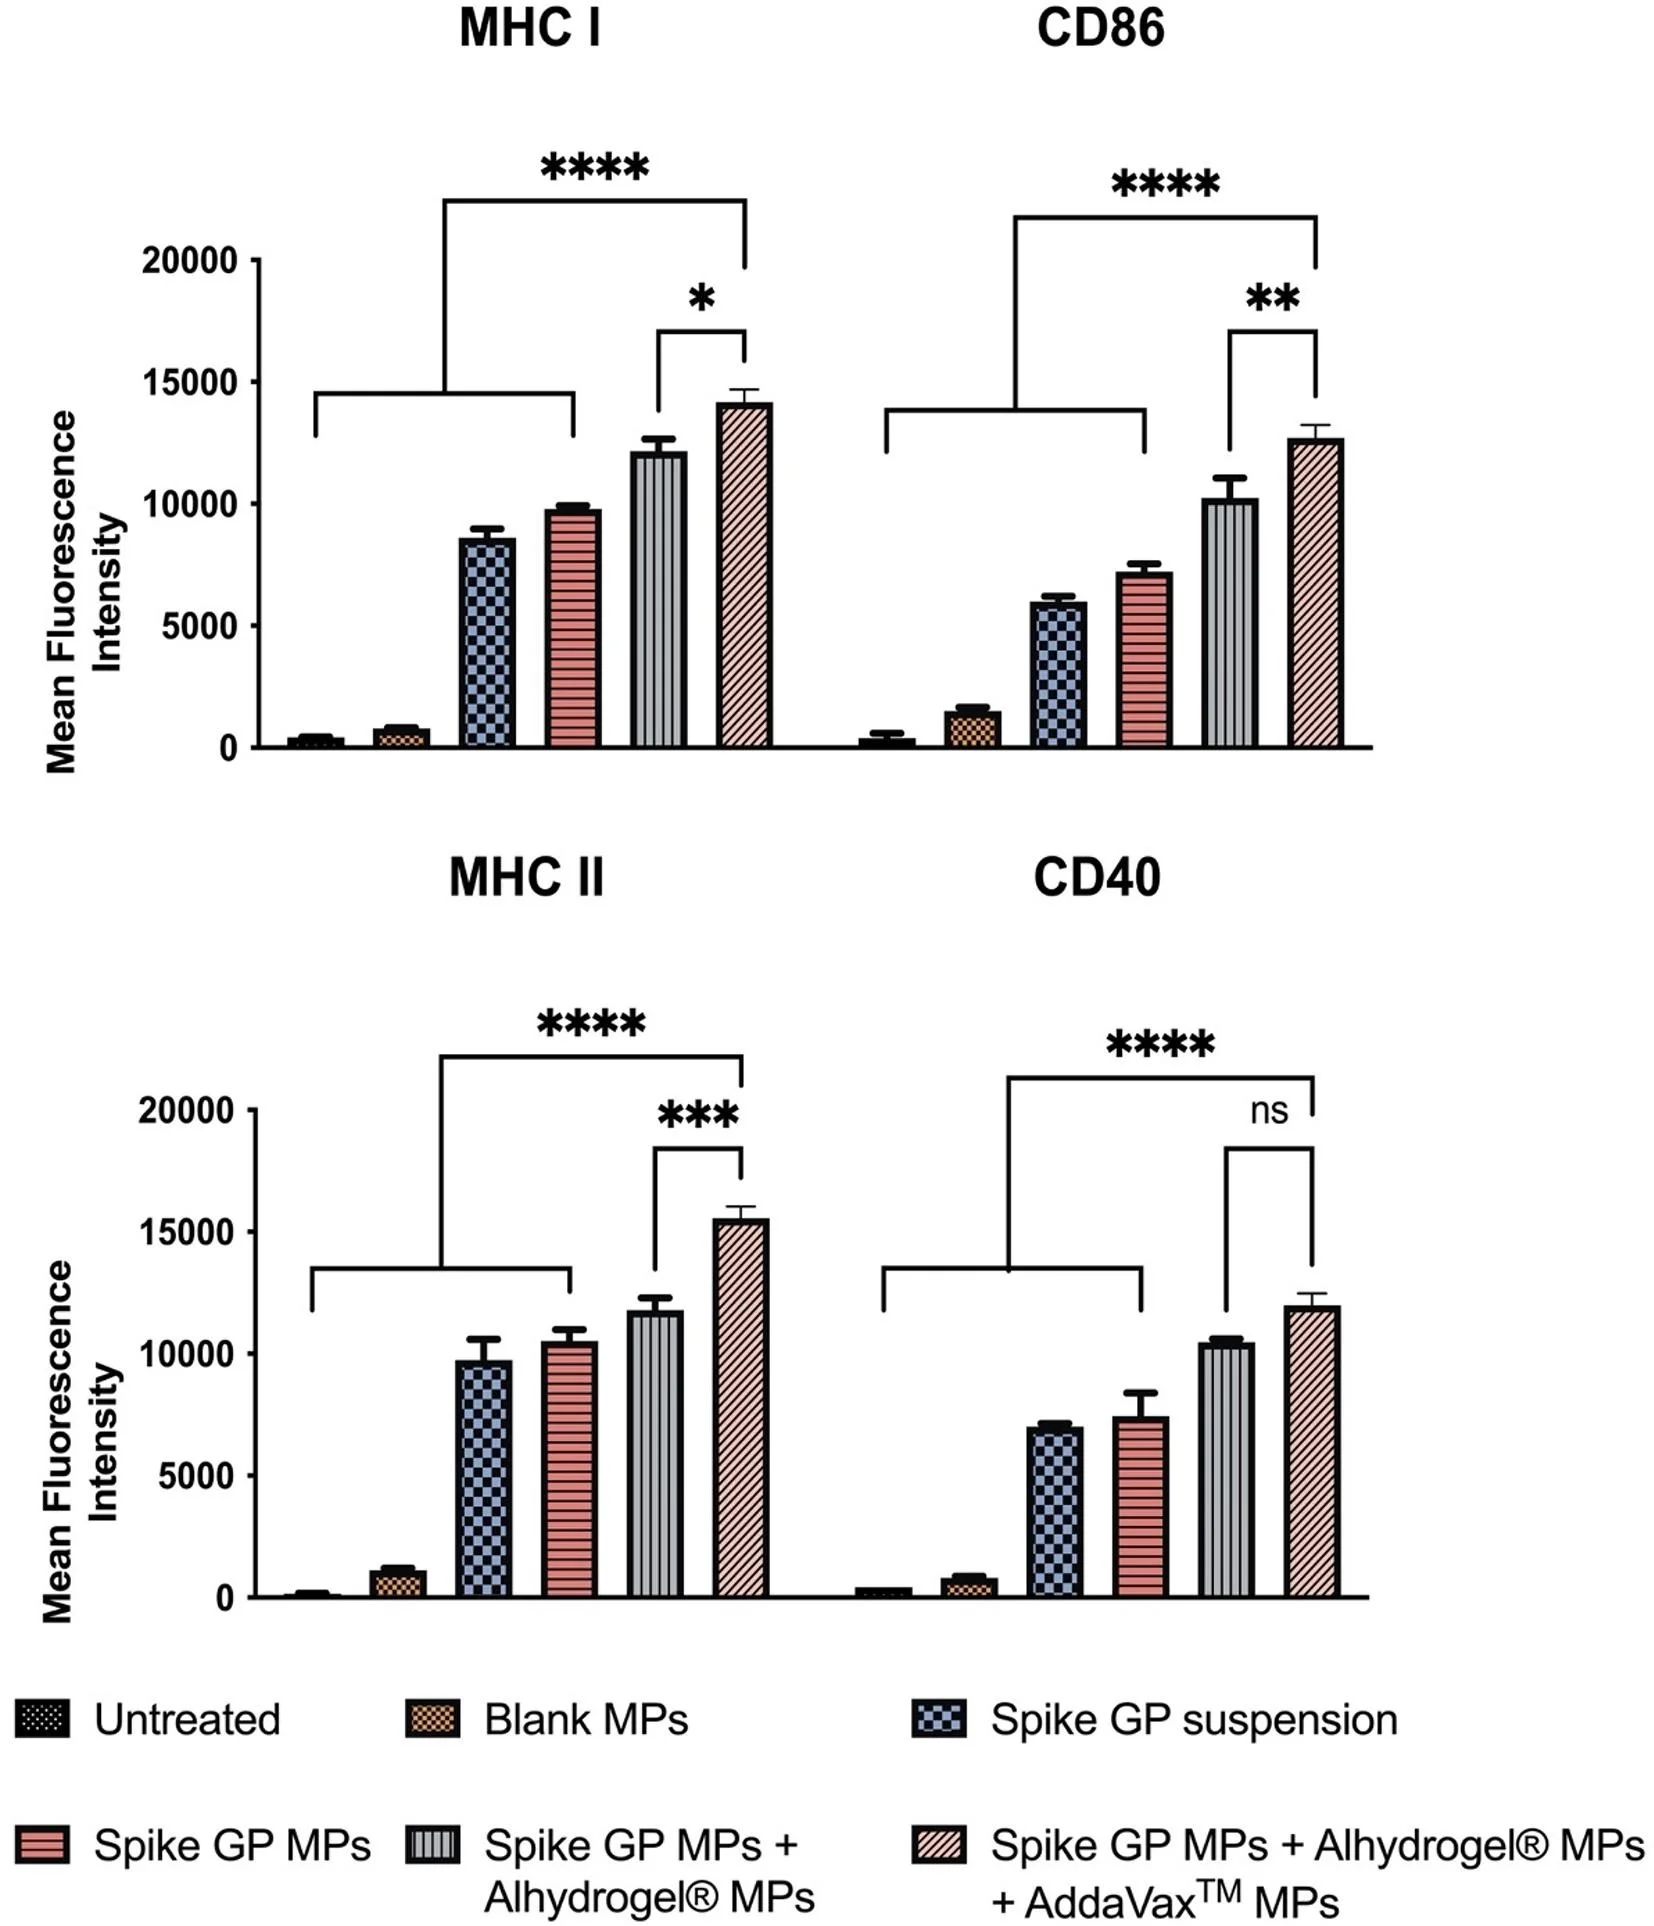 MHC I
CD86
****
****
*
**
20000
15000
10000
5000
0
Mean Fluorescence
Intensity
MHC II
CD40
****
****
***
ns
20000
15000
10000
5000
0
Mean Fluorescence
Intensity
Untreated
Blank MPs
Spike GP suspension
Spike GP MPs
Spike GP MPs +
Alhydrogel® MPs
Spike GP MPs + Alhydrogel® MPs
+ AddaVax™ MPs